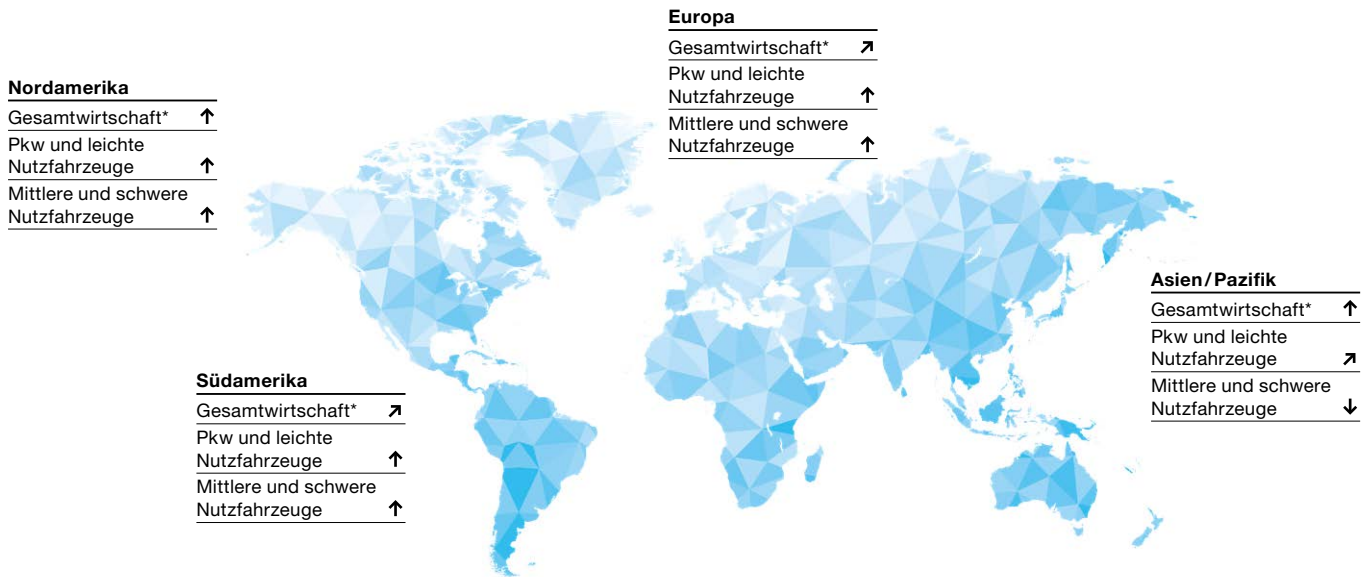 Europa
Gesamtwirtschaft* ↗
Pkw und leichte
Nutzfahrzeuge ↑
Mittlere und schwere
Nutzfahrzeuge ↑
Nordamerika
Gesamtwirtschaft* ↑
Pkw und leichte
Nutzfahrzeuge ↑
Mittlere und schwere
Nutzfahrzeuge ↑
Asien/Pazifik
Gesamtwirtschaft* ↑
Pkw und leichte
Nutzfahrzeuge ↗
Mittlere und schwere
Nutzfahrzeuge ↓
Südamerika
Gesamtwirtschaft* ↗
Pkw und leichte
Nutzfahrzeuge ↑
Mittlere und schwere
Nutzfahrzeuge ↑